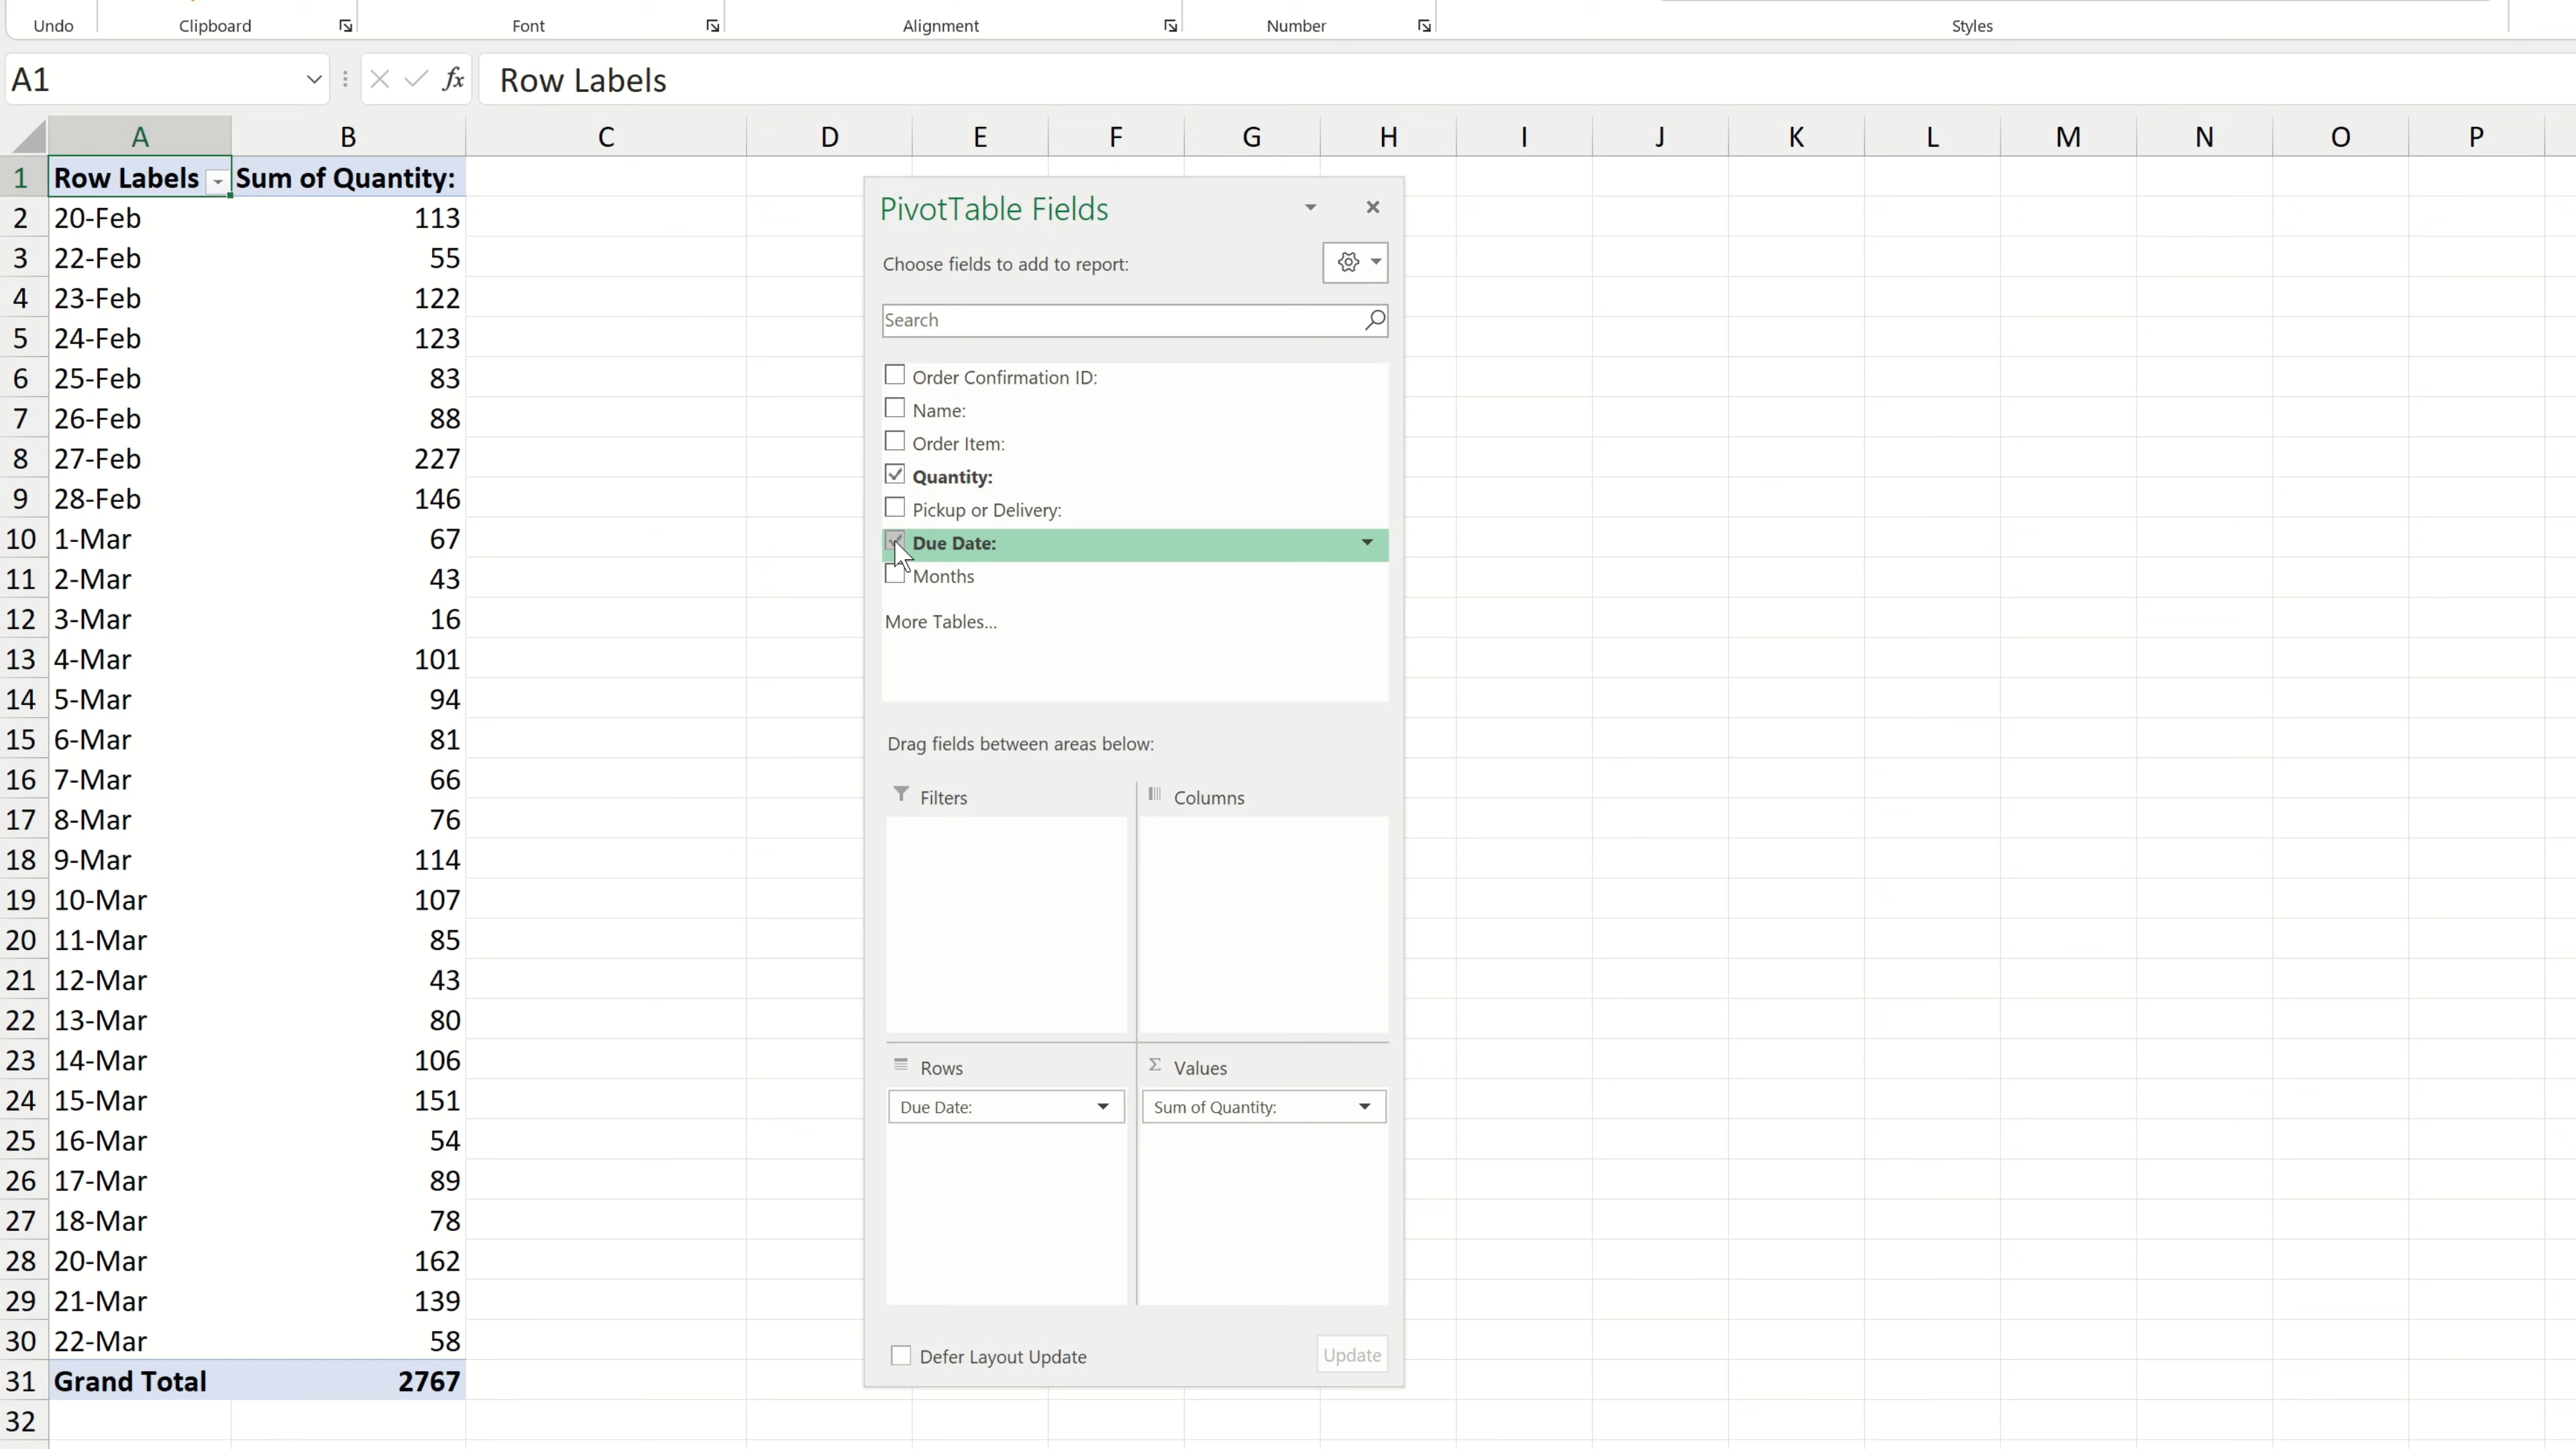 Undo Clipboard Font Alignment Number Styles
A1 fx Row Labels
A B C D E F G H I J K L M N O P
1 Row Labels Sum of Quantity:
2 20-Feb 113
3 22-Feb 55
4 23-Feb 122
5 24-Feb 123
6 25-Feb 83
7 26-Feb 88
8 27-Feb 227
9 28-Feb 146
10 1-Mar 67
11 2-Mar 43
12 3-Mar 16
13 4-Mar 101
14 5-Mar 94
15 6-Mar 81
16 7-Mar 66
17 8-Mar 76
18 9-Mar 114
19 10-Mar 107
20 11-Mar 85
21 12-Mar 43
22 13-Mar 80
23 14-Mar 106
24 15-Mar 151
25 16-Mar 54
26 17-Mar 89
27 18-Mar 78
28 20-Mar 162
29 21-Mar 139
30 22-Mar 58
31 Grand Total 2767
32
PivotTable Fields
Choose fields to add to report:
Search
Order Confirmation ID:
Name:
Order Item:
Quantity:
Pickup or Delivery:
Due Date:
Months
More Tables...
Drag fields between areas below:
Filters Columns
Rows Σ Values
Due Date: Sum of Quantity:
Defer Layout Update Update